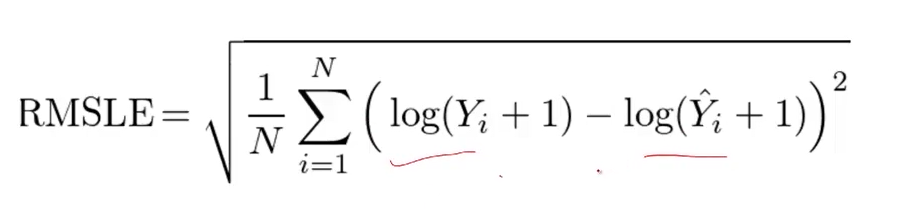 RMSLE = √ 1/N ∑_{i=1}^{N} ( log(Y_i + 1) − log(Ŷ_i + 1) )²